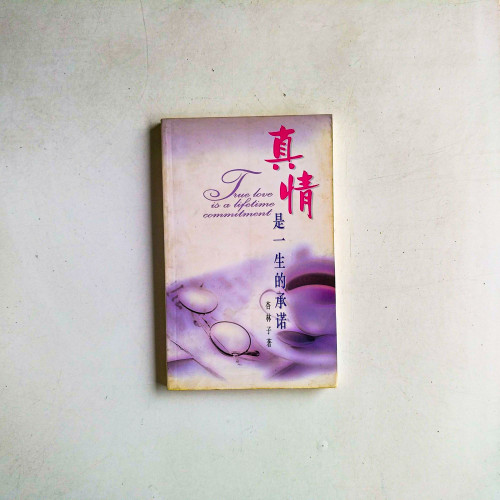 真情
是一生的承诺
True love
is a lifetime
commitment
杏林子著